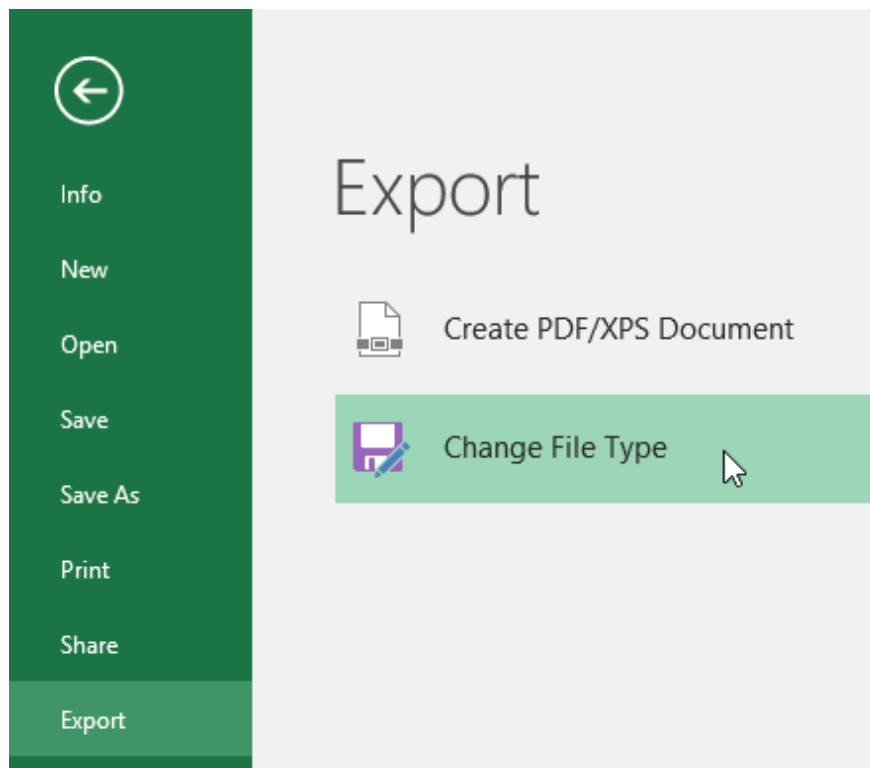 Info
New
Open
Save
Save As
Print
Share
Export
Export
Create PDF/XPS Document
Change File Type